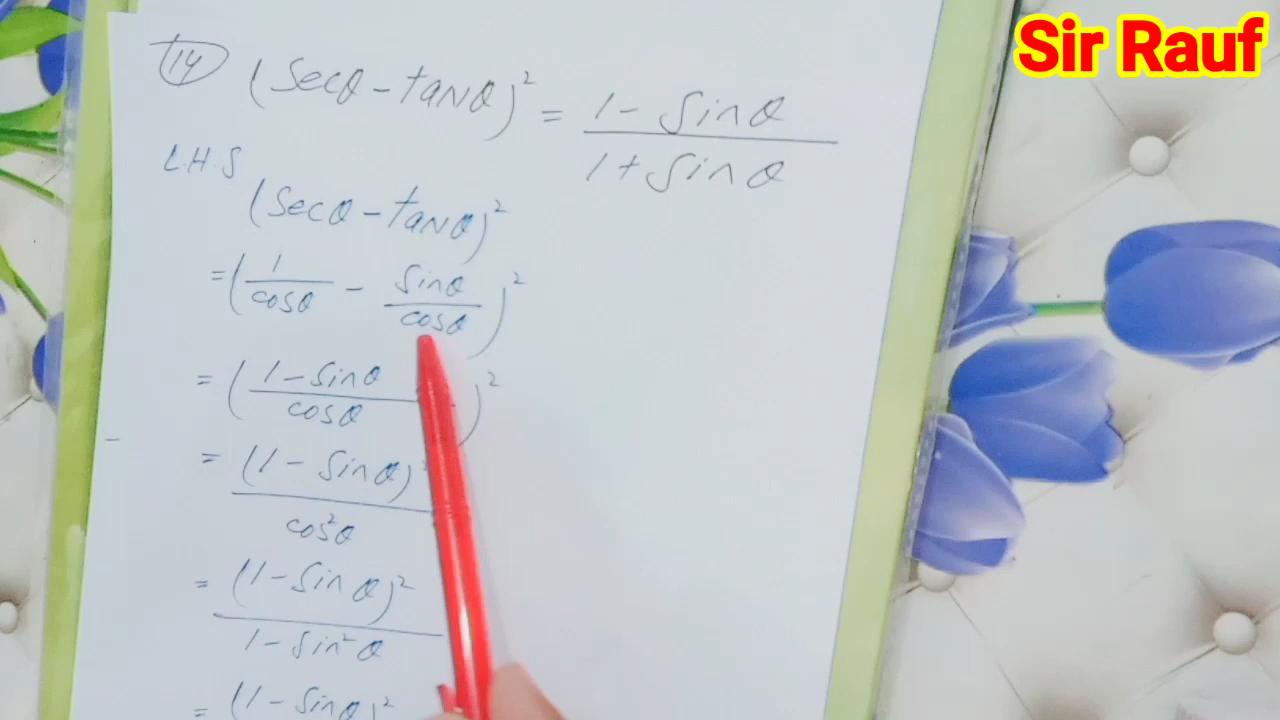 Sir Rauf
14 (Secθ - tanθ)² = (1 - Sinθ)/(1 + Sinθ)
L.H.S
(Secθ - tanθ)²
= (1/cosθ - Sinθ/cosθ)²
= ((1 - Sinθ)/cosθ)²
= (1 - Sinθ)²/cos²θ
= (1 - Sinθ)²/(1 - Sin²θ)
= (1 - Sinθ)²